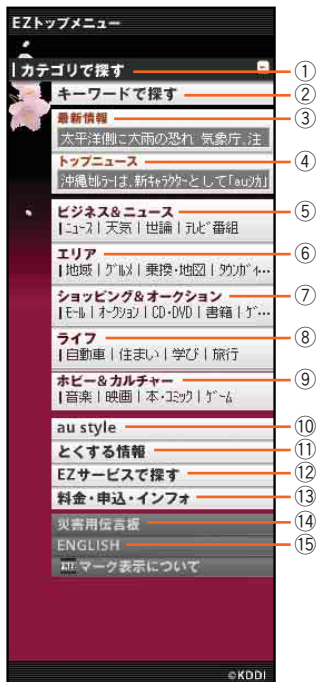 EZトップメニュー
カテゴリで探す ①
キーワードで探す ②
最新情報 ③
太平洋側に大雨の恐れ 気象庁、注
トップニュース ④
沖縄セルラーは、新キャラクターとして「auシカ」
ビジネス&ニュース ⑤
ニュース|天気|世論|テレビ番組
エリア ⑥
地域|グルメ|乗換・地図|タウンガイ…
ショッピング&オークション ⑦
モール|オークション|CD・DVD|書籍|ゲ…
ライフ ⑧
自動車|住まい|学び|旅行
ホビー&カルチャー ⑨
音楽|映画|本・コミック|ゲーム
au style ⑩
とくする情報 ⑪
EZサービスで探す ⑫
料金・申込・インフォ ⑬
災害用伝言板 ⑭
ENGLISH ⑮
マーク表示について
©KDDI